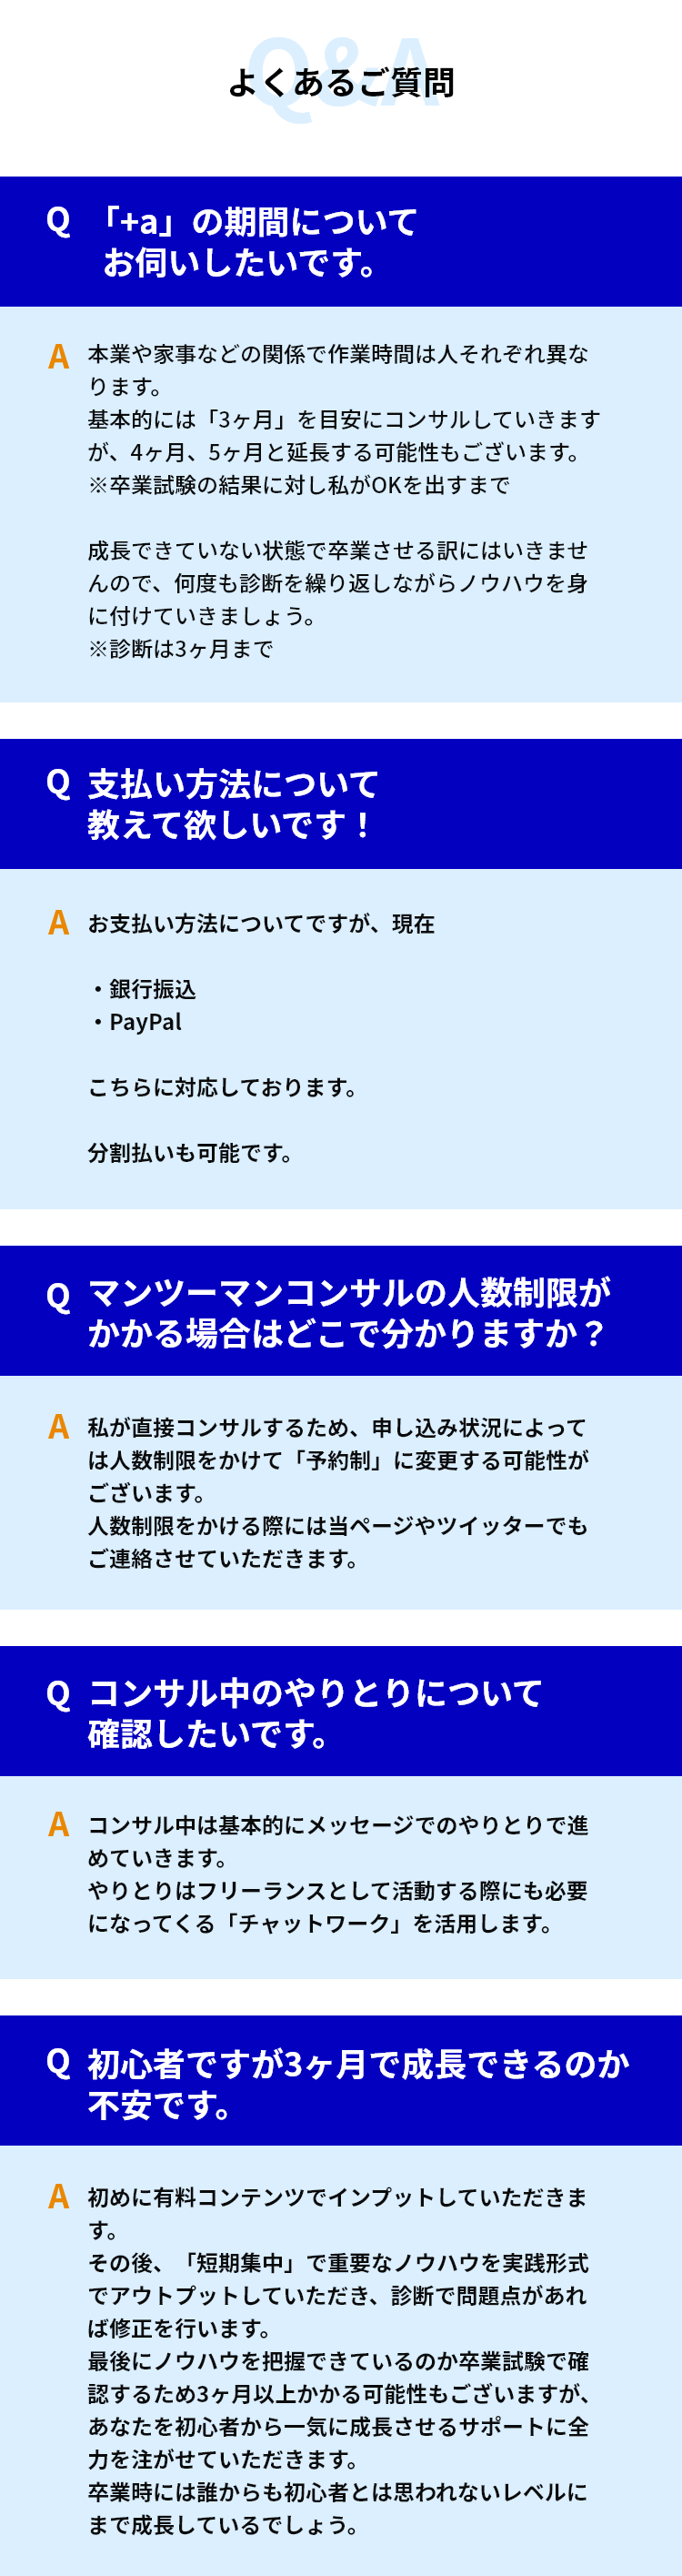 Q&A
よくあるご質問
Q 「+a」の期間について
お伺いしたいです。
A 本業や家事などの関係で作業時間は人それぞれ異な
ります。
基本的には「3ヶ月」を目安にコンサルしていきます
が、4ヶ月、5ヶ月と延長する可能性もございます。
※卒業試験の結果に対し私がOKを出すまで
成長できていない状態で卒業させる訳にはいきませ
んので、何度も診断を繰り返しながらノウハウを身
に付けていきましょう。
※診断は3ヶ月まで
Q 支払い方法について
教えて欲しいです！
A お支払い方法についてですが、現在
・銀行振込
・PayPal
こちらに対応しております。
分割払いも可能です。
Q マンツーマンコンサルの人数制限が
かかる場合はどこで分かりますか？
A 私が直接コンサルするため、申し込み状況によって
は人数制限をかけて「予約制」に変更する可能性が
ございます。
人数制限をかける際には当ページやツイッターでも
ご連絡させていただきます。
Q コンサル中のやりとりについて
確認したいです。
A コンサル中は基本的にメッセージでのやりとりで進
めていきます。
やりとりはフリーランスとして活動する際にも必要
になってくる「チャットワーク」を活用します。
Q 初心者ですが3ヶ月で成長できるのか
不安です。
A 初めに有料コンテンツでインプットしていただきま
す。
その後、「短期集中」で重要なノウハウを実践形式
でアウトプットしていただき、診断で問題点があれ
ば修正を行います。
最後にノウハウを把握できているのか卒業試験で確
認するため3ヶ月以上かかる可能性もございますが、
あなたを初心者から一気に成長させるサポートに全
力を注がせていただきます。
卒業時には誰からも初心者とは思われないレベルに
まで成長しているでしょう。